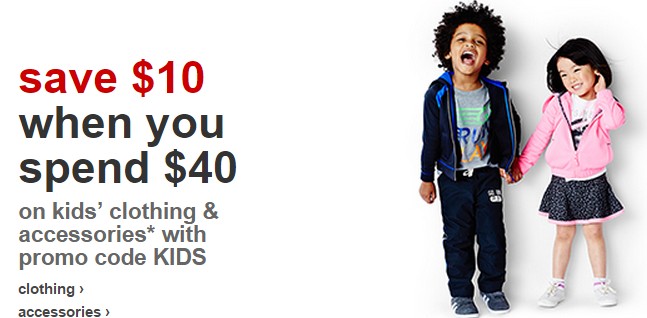 save $10
when you
spend $40
on kids’ clothing &
accessories* with
promo code KIDS
clothing ›
accessories ›